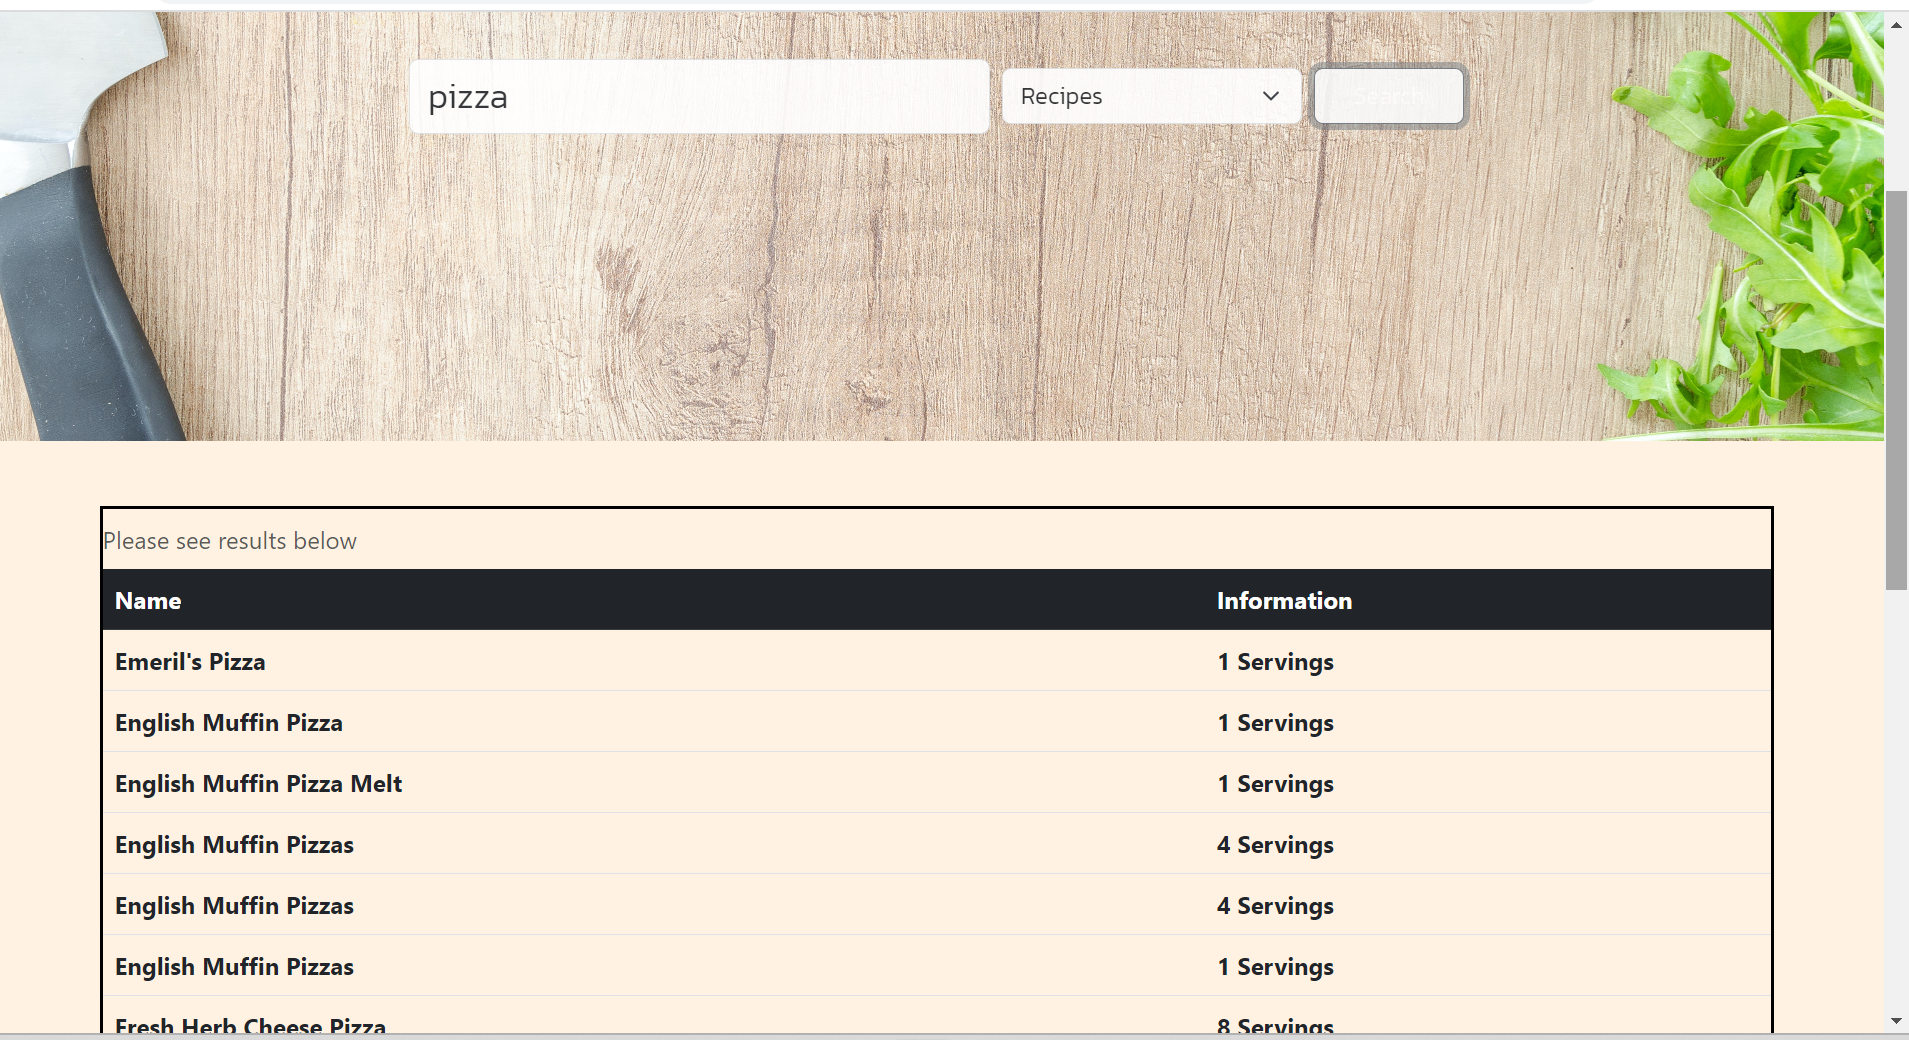 pizza Recipes Search
Please see results below
Name Information
Emeril's Pizza 1 Servings
English Muffin Pizza 1 Servings
English Muffin Pizza Melt 1 Servings
English Muffin Pizzas 4 Servings
English Muffin Pizzas 4 Servings
English Muffin Pizzas 1 Servings
Fresh Herb Cheese Pizza 8 Servings